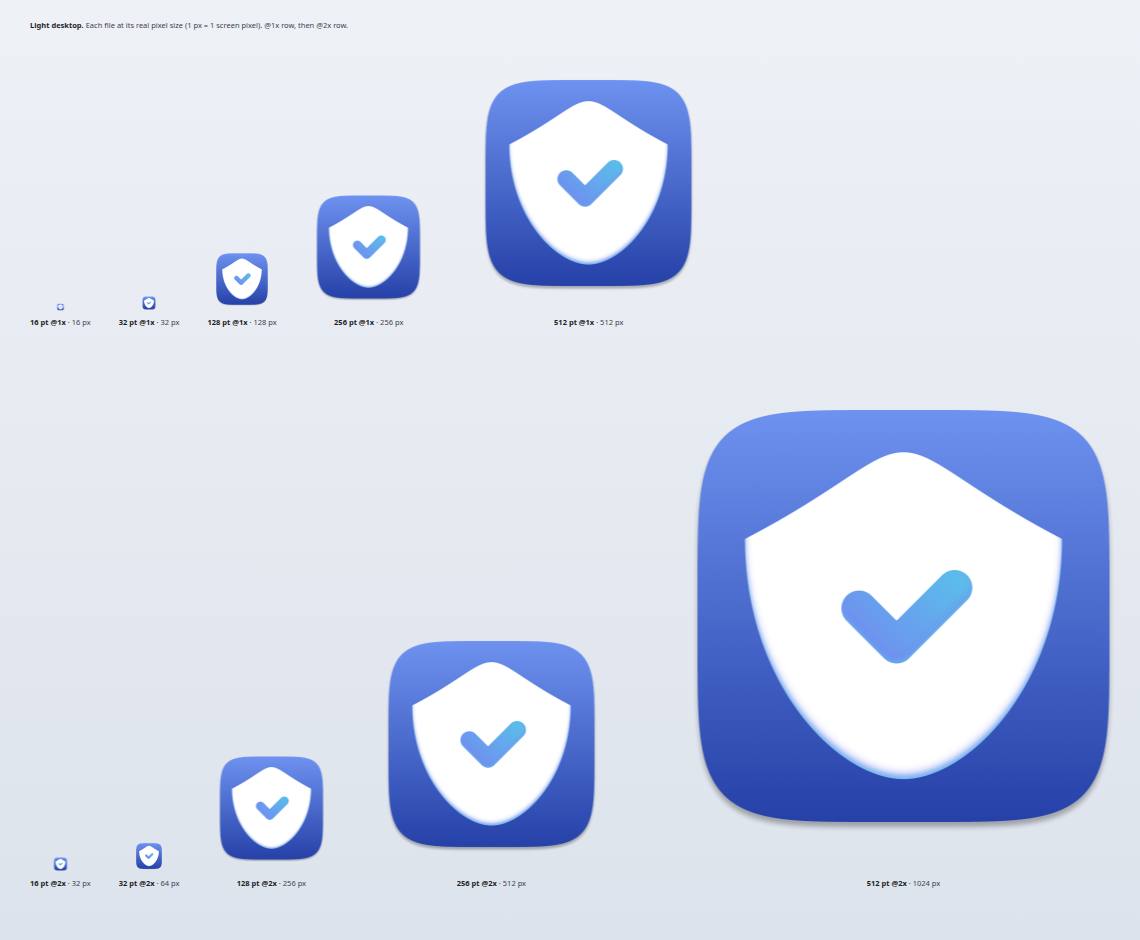 Light desktop. Each file at its real pixel size (1 px = 1 screen pixel). @1x row, then @2x row.
16 pt @1x · 16 px
32 pt @1x · 32 px
128 pt @1x · 128 px
256 pt @1x · 256 px
512 pt @1x · 512 px
16 pt @2x · 32 px
32 pt @2x · 64 px
128 pt @2x · 256 px
256 pt @2x · 512 px
512 pt @2x · 1024 px